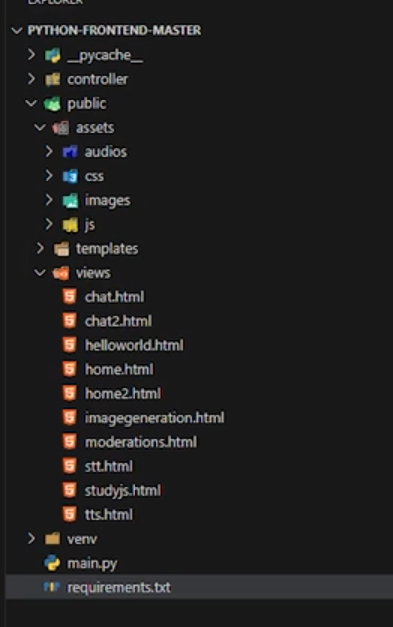 EXPLORER
PYTHON-FRONTEND-MASTER
__pycache__
controller
public
assets
audios
css
images
js
templates
views
chat.html
chat2.html
helloworld.html
home.html
home2.html
imagegeneration.html
moderations.html
stt.html
studyjs.html
tts.html
venv
main.py
requirements.txt